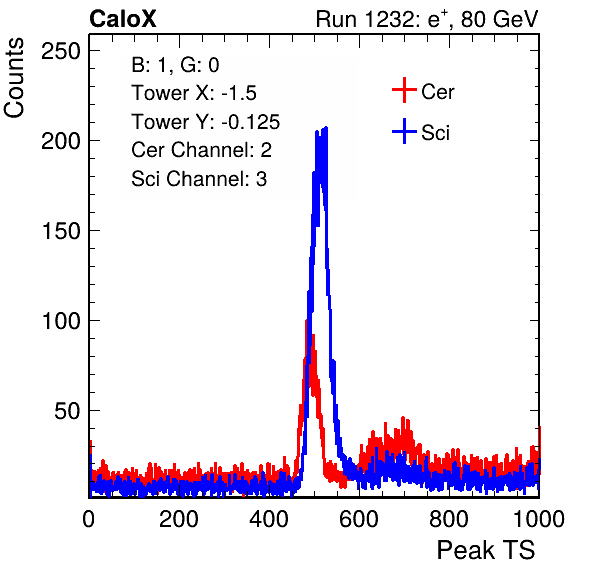 CaloX
Run 1232: e+, 80 GeV
Counts
250
200
150
100
50
B: 1, G: 0
Tower X: -1.5
Tower Y: -0.125
Cer Channel: 2
Sci Channel: 3
Cer
Sci
0 200 400 600 800 1000
Peak TS